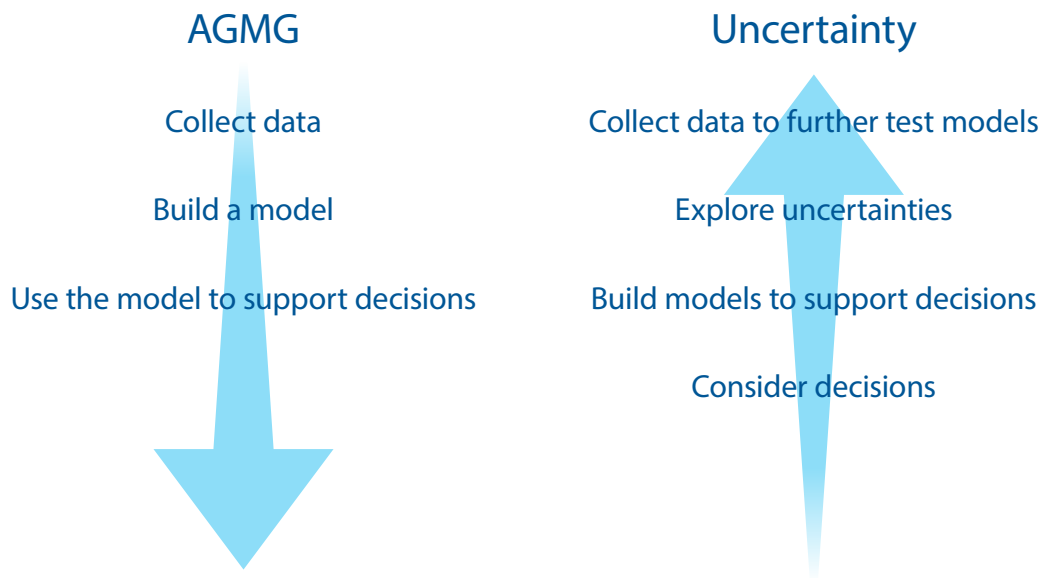 AGMG
Collect data
Build a model
Use the model to support decisions
Uncertainty
Collect data to further test models
Explore uncertainties
Build models to support decisions
Consider decisions